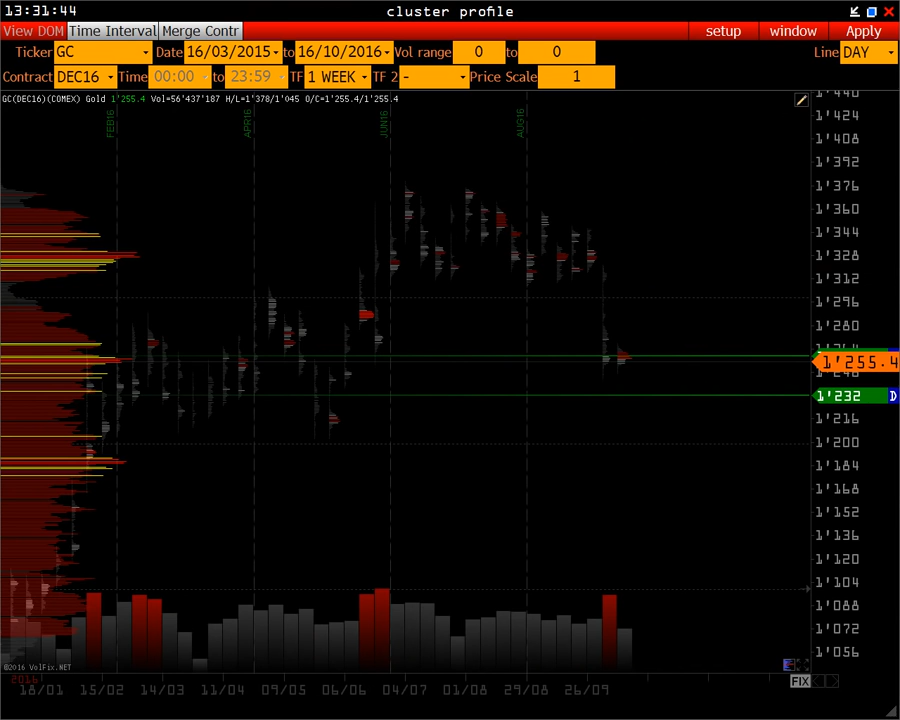 13:31:44 cluster profile
View DOM Time Interval Merge Contr setup window Apply
Ticker GC Date 16/03/2015 to 16/10/2016 Vol range 0 to 0 Line DAY
Contract DEC16 Time 00:00 to 23:59 TF 1 WEEK TF 2 - Price Scale 1
GC(DEC16)(COMEX) Gold 1'255.4 Vol=56'437'187 H/L=1'378/1'045 O/C=1'255.4/1'255.4
FEB16
APR16
JUN16
AUG16
1'440
1'424
1'408
1'392
1'376
1'360
1'344
1'328
1'312
1'296
1'280
1'255.4
1'232 D
1'216
1'200
1'184
1'168
1'152
1'136
1'120
1'104
1'088
1'072
1'056
©2016 VolFix.NET
2016
18/01 15/02 14/03 11/04 09/05 06/06 04/07 01/08 29/08 26/09
FIX